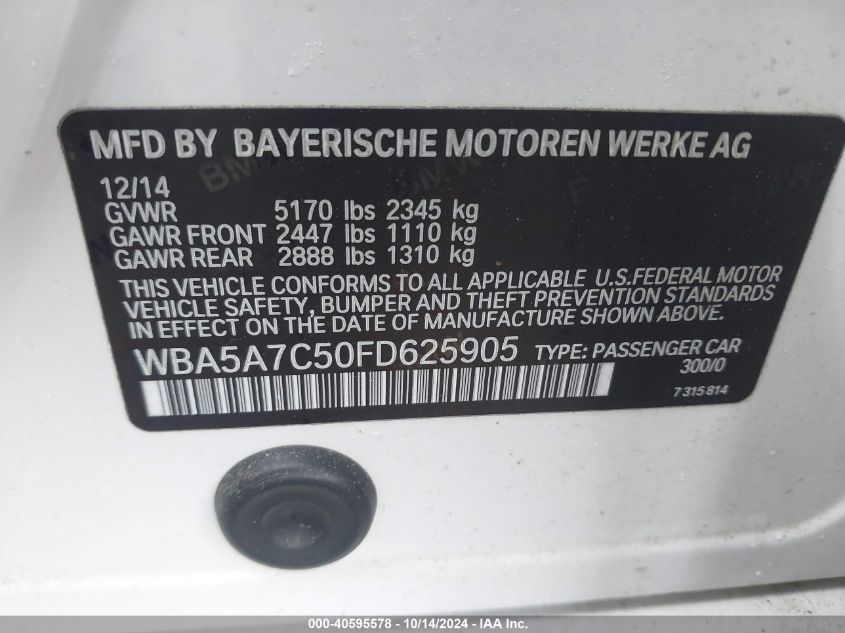 MFD BY BAYERISCHE MOTOREN WERKE AG
12/14
GVWR 5170 lbs 2345 kg
GAWR FRONT 2447 lbs 1110 kg
GAWR REAR 2888 lbs 1310 kg
THIS VEHICLE CONFORMS TO ALL APPLICABLE U.S.FEDERAL MOTOR
VEHICLE SAFETY, BUMPER AND THEFT PREVENTION STANDARDS
IN EFFECT ON THE DATE OF MANUFACTURE SHOWN ABOVE.
WBA5A7C50FD625905 TYPE: PASSENGER CAR
300/0
7 315 814
000-40595578 - 10/14/2024 - IAA Inc.